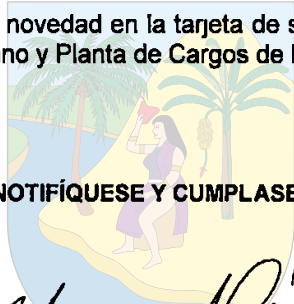 novedad en la tarjeta de s
no y Planta de Cargos de
NOTIFÍQUESE Y CUMPLASE